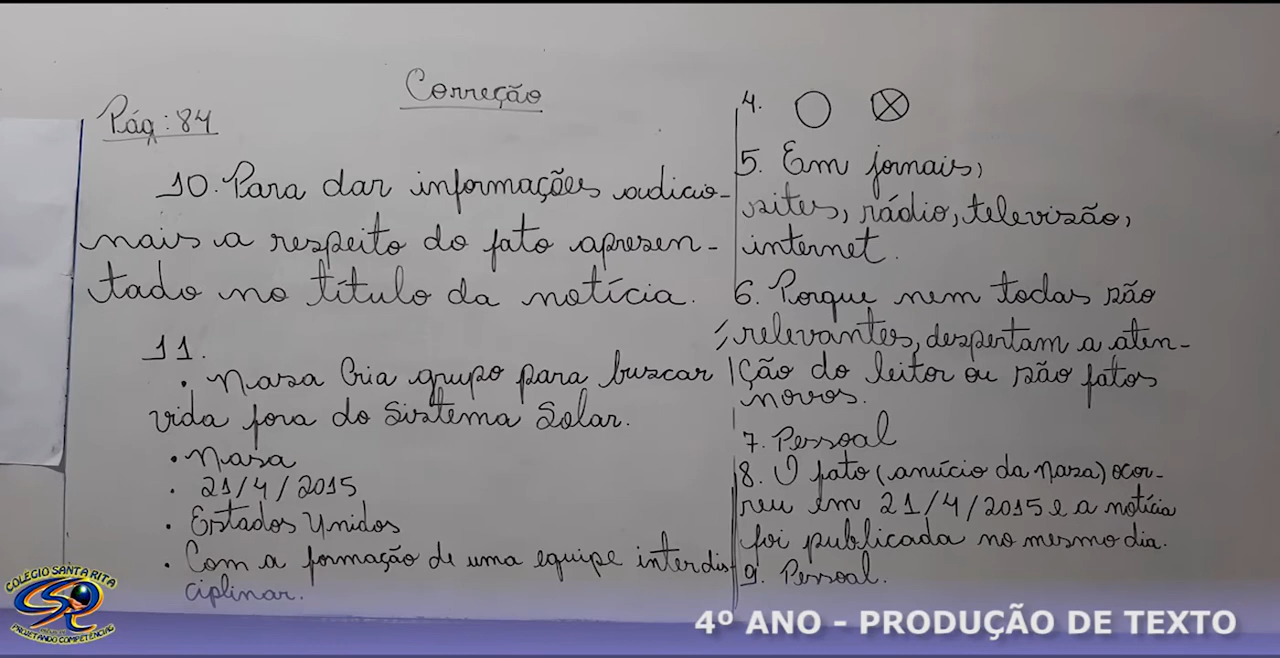 Correção
Pág: 84
10. Para dar informações adicio-
nais a respeito do fato apresen-
tado no título da notícia.
11.
• Nasa Cria grupo para buscar
vida fora do Sistema Solar.
• Nasa
• 21/4/2015
• Estados Unidos
• Com a formação de uma equipe interdis
ciplinar.
4.
5. Em jornais,
sites, rádio, televisão,
internet.
6. Porque nem todas são
relevantes, despertam a aten-
ção do leitor ou são fatos
novos.
7. Pessoal
8. O fato (anúcio da Nasa) ocor-
reu em 21/4/2015 e a notícia
foi publicada no mesmo dia.
9. Pessoal.
COLÉGIO SANTA RITA
PROJETANDO COMPETÊNCIAS
4º ANO - PRODUÇÃO DE TEXTO